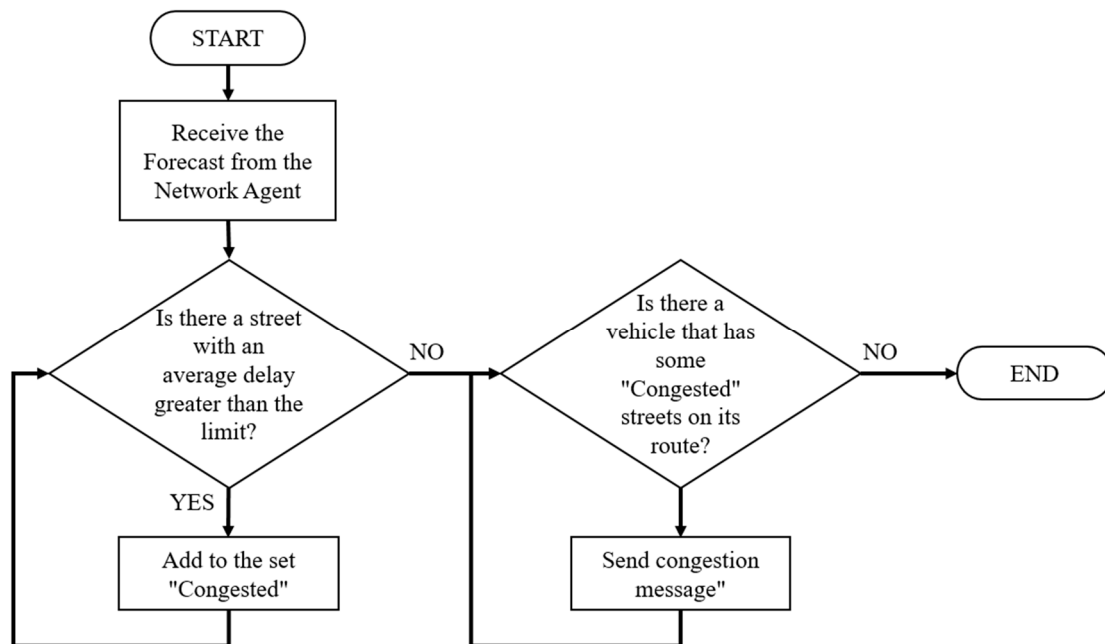 START
Receive the
Forecast from the
Network Agent
Is there a street
with an
average delay
greater than the
limit?
NO
YES
Add to the set
"Congested"
Is there a
vehicle that has
some
"Congested"
streets on its
route?
NO
END
Send congestion
message"